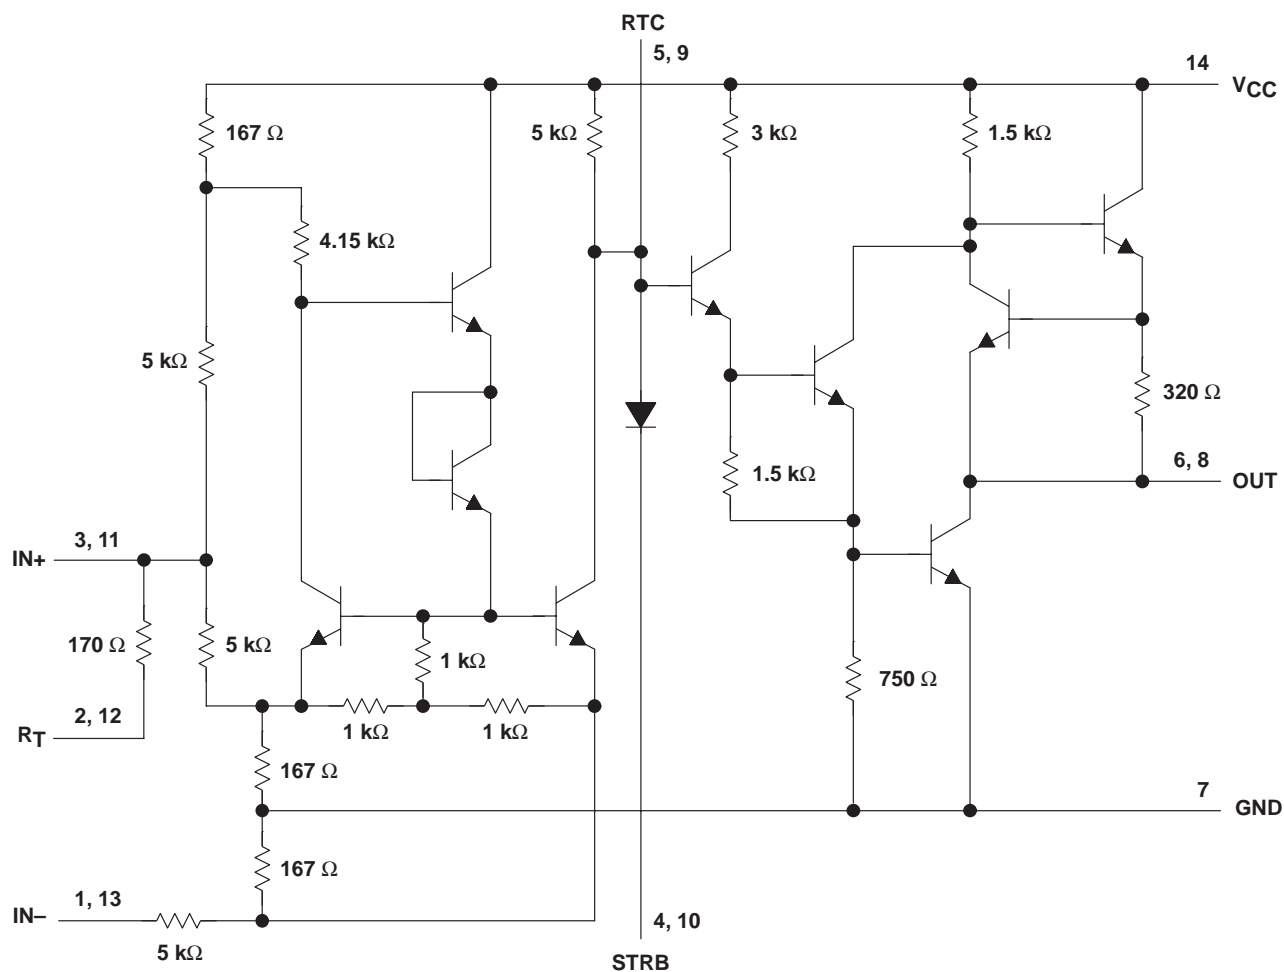 RTC
5, 9
14
VCC
167 Ω
5 kΩ
3 kΩ
1.5 kΩ
4.15 kΩ
5 kΩ
320 Ω
1.5 kΩ
6, 8
OUT
3, 11
IN+
170 Ω
5 kΩ
1 kΩ
750 Ω
2, 12
RT
1 kΩ
1 kΩ
167 Ω
7
GND
167 Ω
1, 13
IN–
4, 10
5 kΩ
STRB